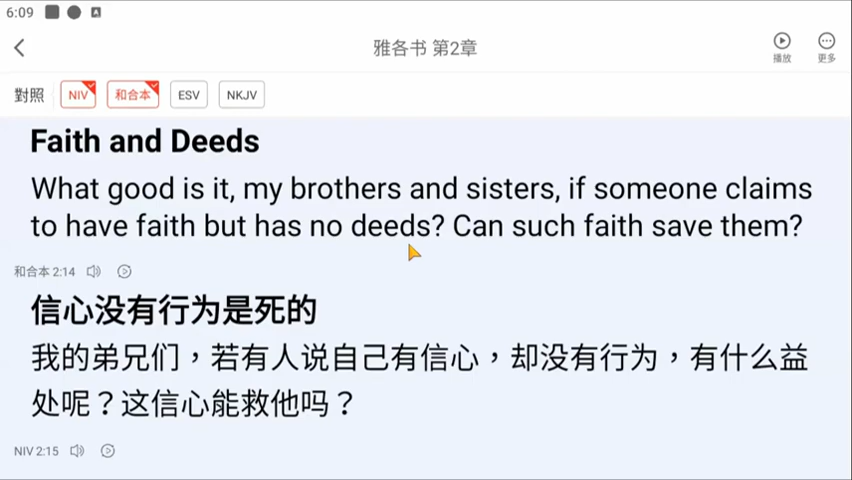 6:09
A
雅各书 第2章
播放
更多
對照
NIV
和合本
ESV
NKJV
Faith and Deeds
What good is it, my brothers and sisters, if someone claims
to have faith but has no deeds? Can such faith save them?
和合本 2:14
信心没有行为是死的
我的弟兄们，若有人说自己有信心，却没有行为，有什么益
处呢？这信心能救他吗？
NIV 2:15